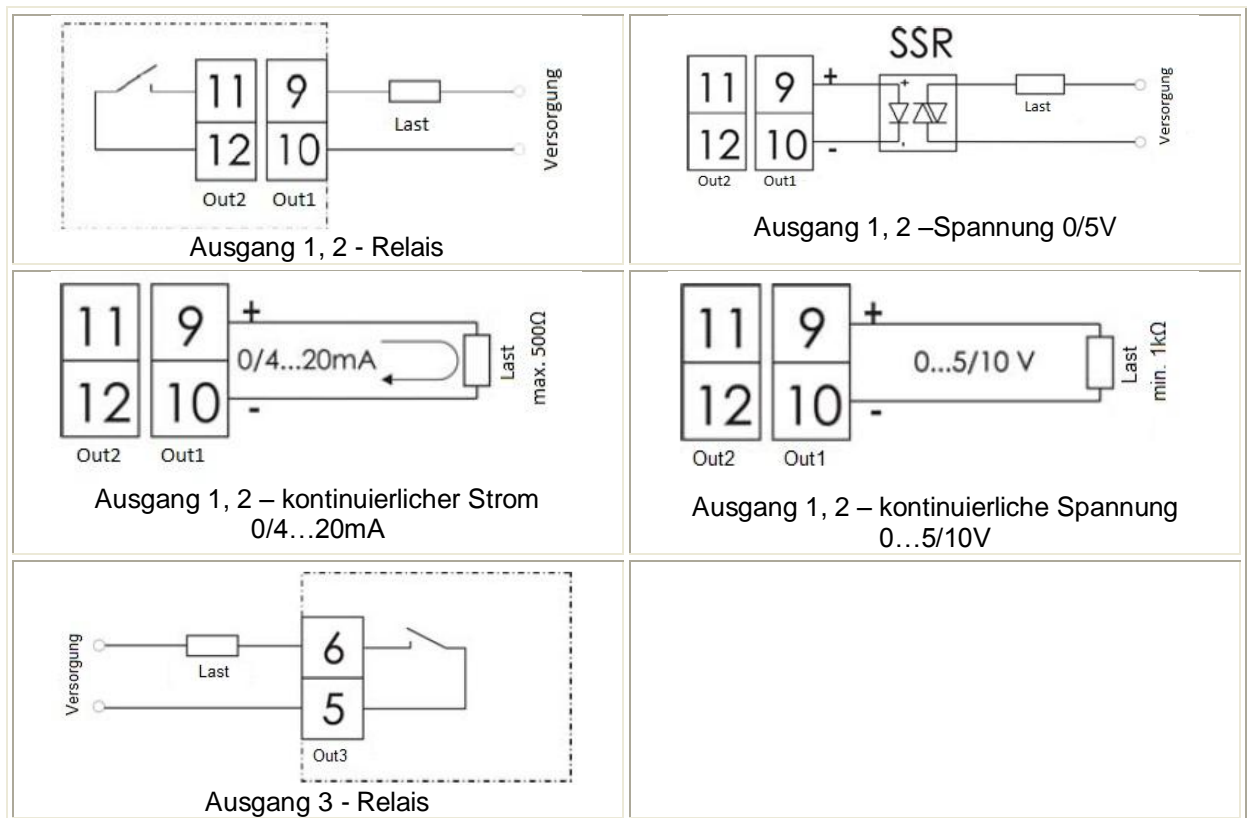 11 9
12 10
Out2 Out1
Last
Versorgung
Ausgang 1, 2 - Relais
SSR
11 9 +
+
12 10 -
-
Out2 Out1
Last
Versorgung
Ausgang 1, 2 –Spannung 0/5V
11 9 +
0/4...20mA
12 10 -
Out2 Out1
Last
max. 500Ω
Ausgang 1, 2 – kontinuierlicher Strom
0/4…20mA
11 9 +
0...5/10 V
12 10 -
Out2 Out1
Last
min. 1kΩ
Ausgang 1, 2 – kontinuierliche Spannung
0…5/10V
Versorgung
Last
6
5
Out3
Ausgang 3 - Relais